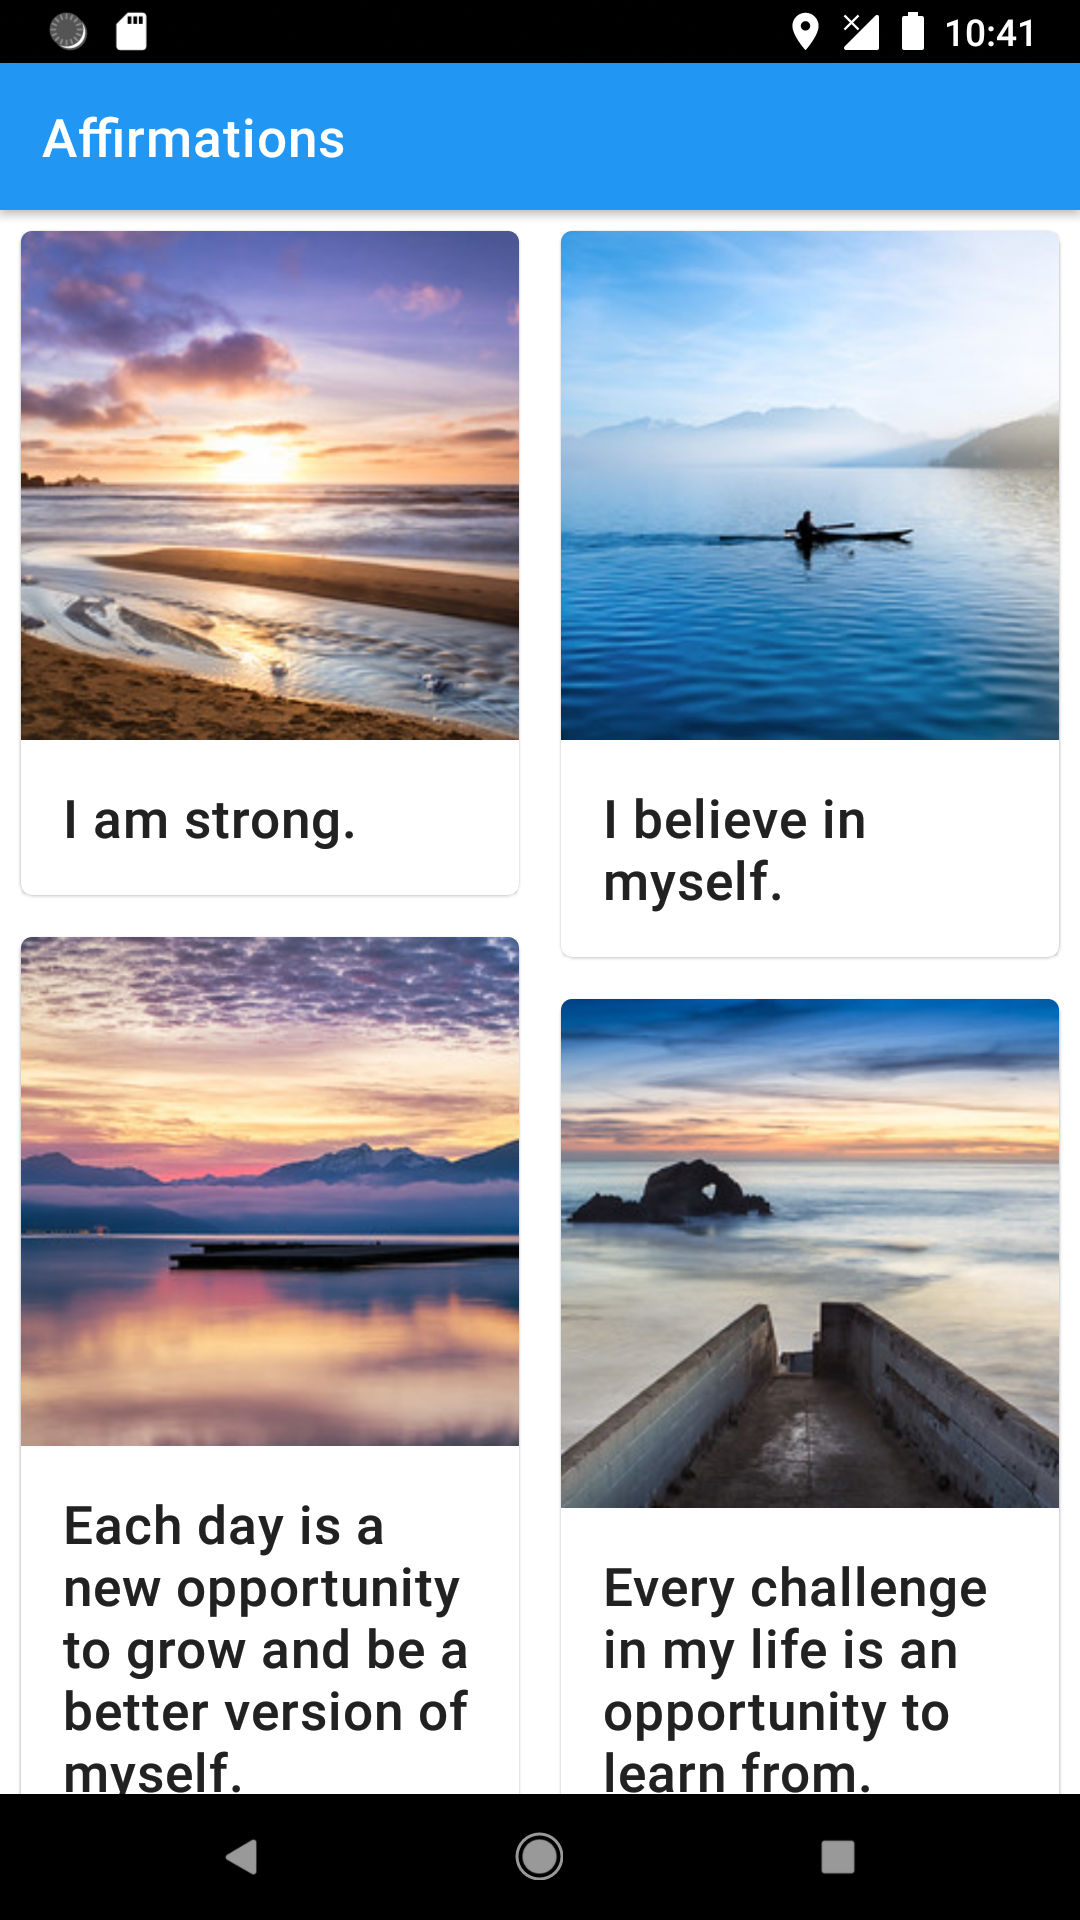 10:41
Affirmations
I am strong.
I believe in
myself.
Each day is a
new opportunity
to grow and be a
better version of
myself.
Every challenge
in my life is an
opportunity to
learn from.